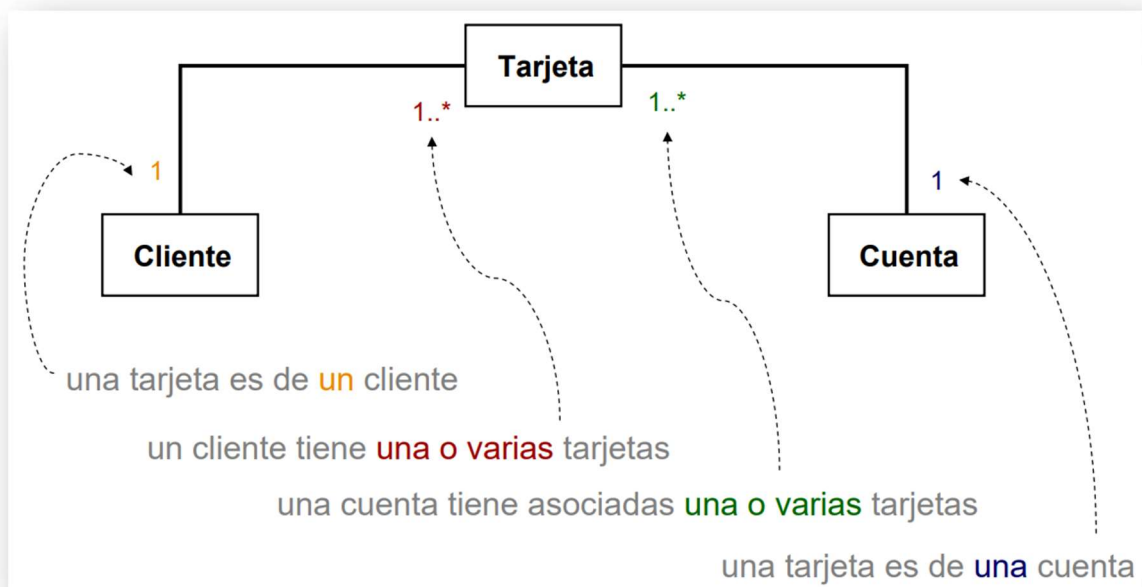 Tarjeta
1..*
1..*
1
1
Cliente
Cuenta
una tarjeta es de un cliente
un cliente tiene una o varias tarjetas
una cuenta tiene asociadas una o varias tarjetas
una tarjeta es de una cuenta